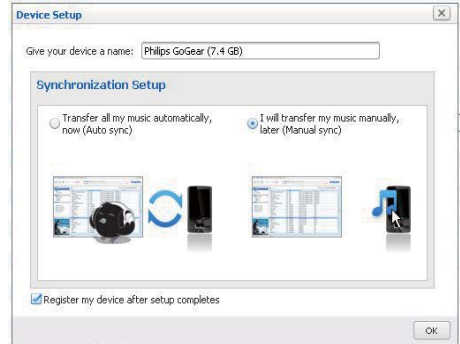 Device Setup
Give your device a name: Philips GoGear (7.4 GB)
Synchronization Setup
Transfer all my music automatically,
now (Auto sync)
I will transfer my music manually,
later (Manual sync)
Register my device after setup completes
OK